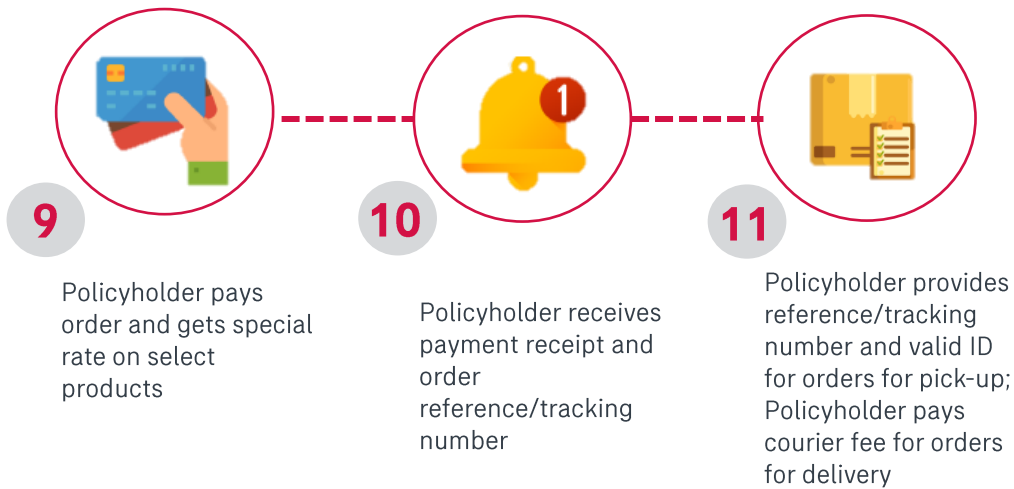 1
9
Policyholder pays
order and gets special
rate on select
products
10
Policyholder receives
payment receipt and
order
reference/tracking
number
11
Policyholder provides
reference/tracking
number and valid ID
for orders for pick-up;
Policyholder pays
courier fee for orders
for delivery